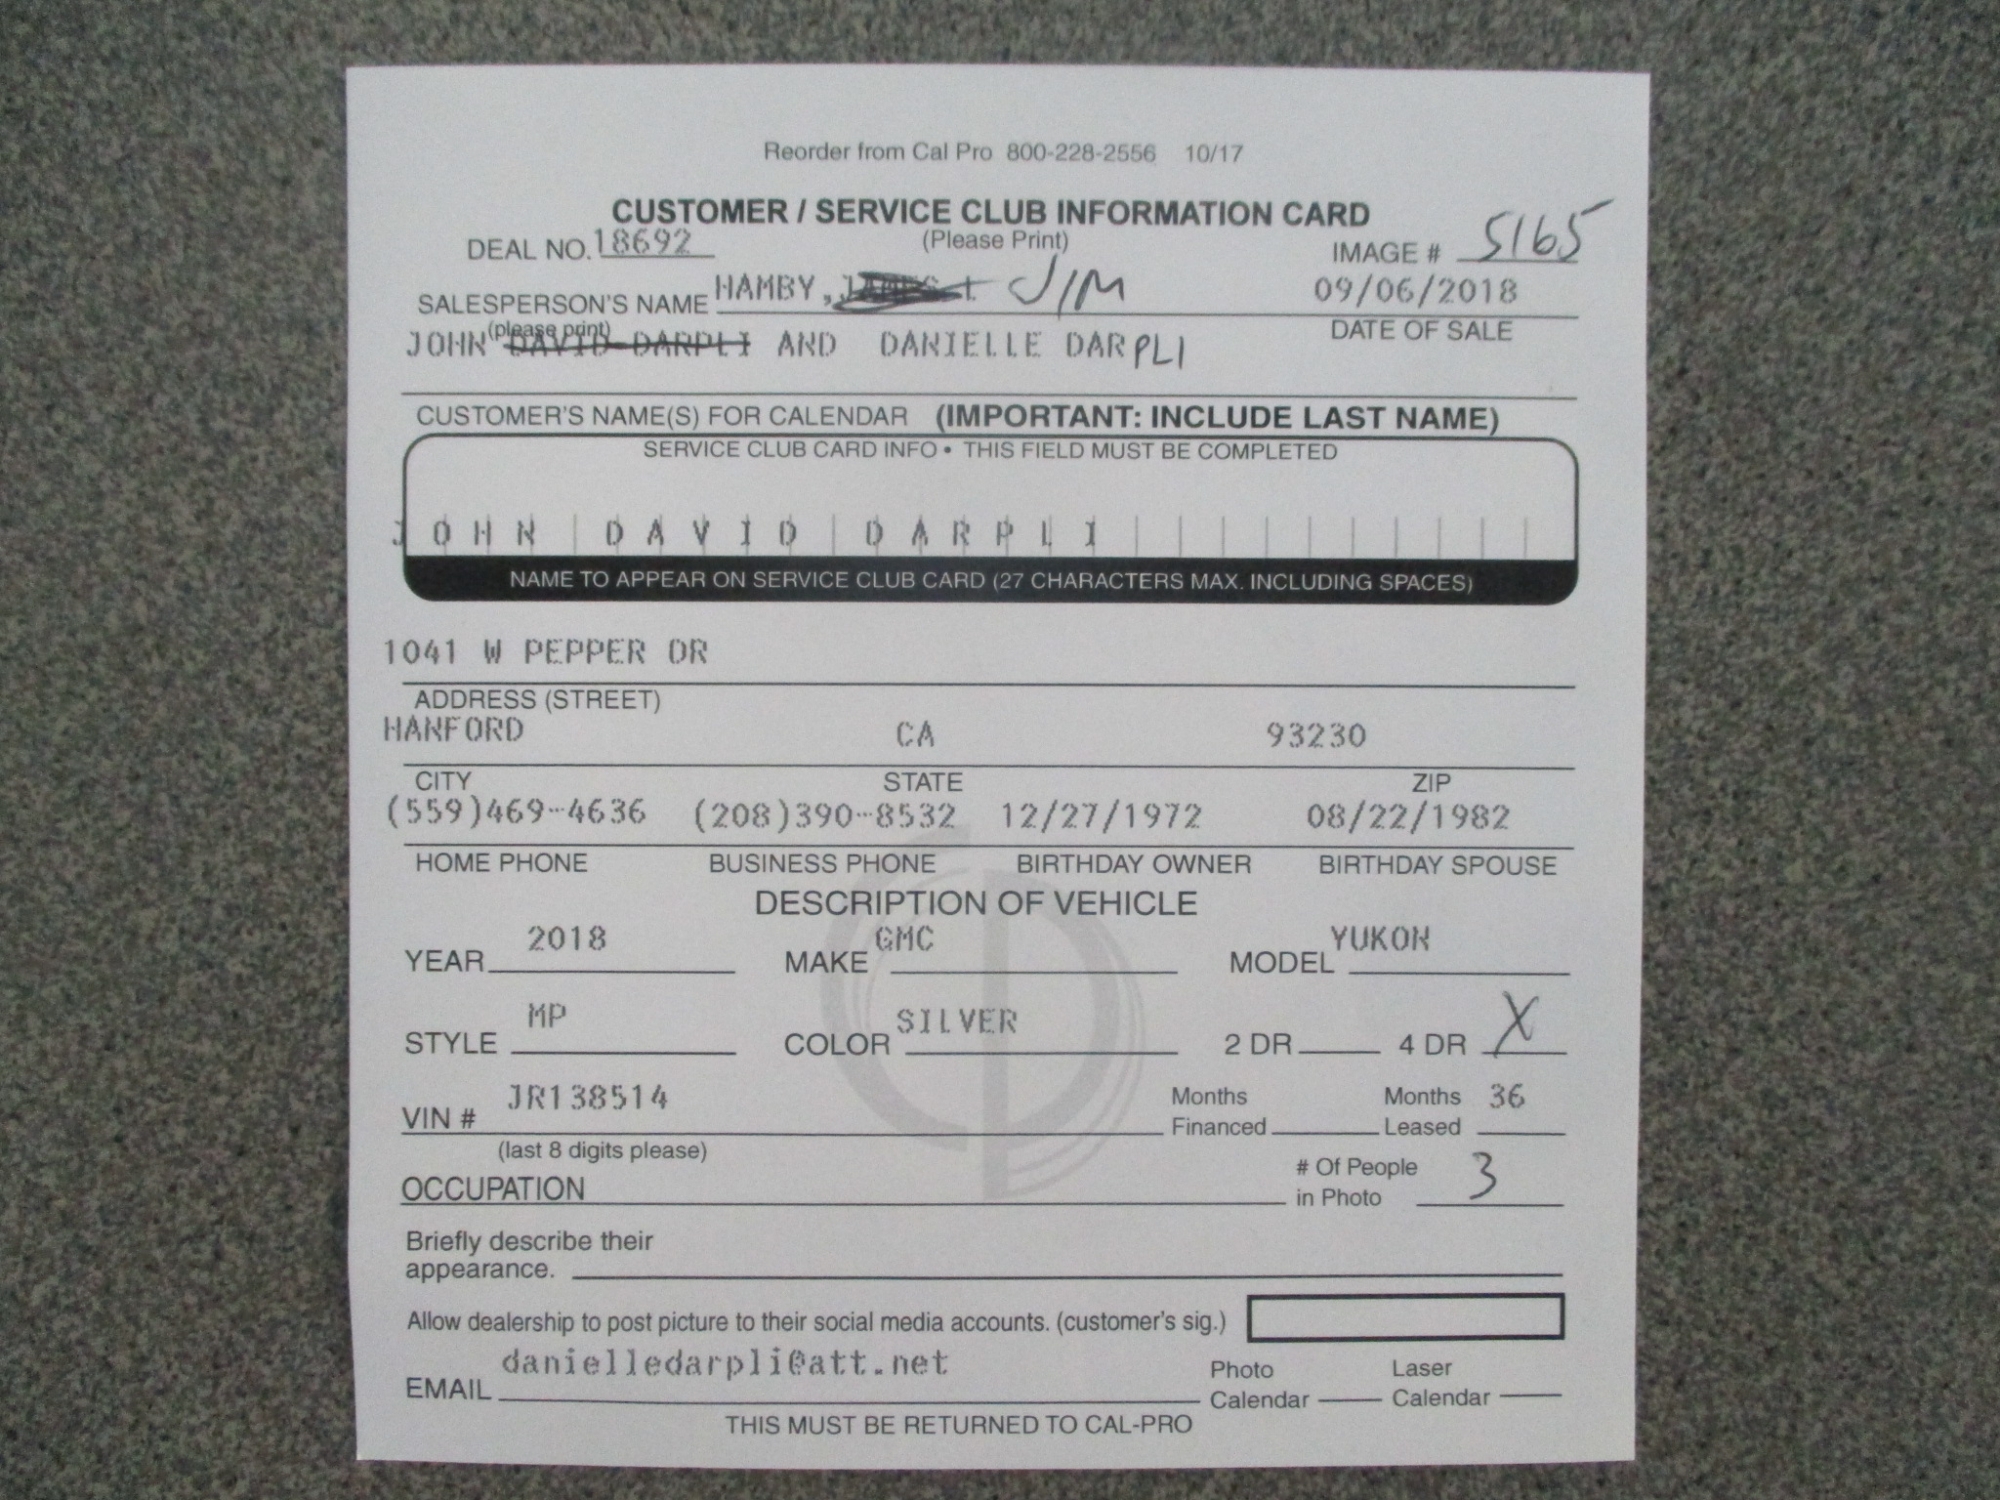 Reorder from Cal Pro 800-228-2556 10/17
CUSTOMER / SERVICE CLUB INFORMATION CARD
DEAL NO. 18692 (Please Print) IMAGE # 5165
SALESPERSON'S NAME HAMBY, JIM 09/06/2018
(please print) DATE OF SALE
JOHN DAVID DARPLI AND DANIELLE DARPLI
CUSTOMER'S NAME(S) FOR CALENDAR (IMPORTANT: INCLUDE LAST NAME)
SERVICE CLUB CARD INFO • THIS FIELD MUST BE COMPLETED
JOHN DAVID DARPLI
NAME TO APPEAR ON SERVICE CLUB CARD (27 CHARACTERS MAX. INCLUDING SPACES)
1041 W PEPPER DR
ADDRESS (STREET)
HANFORD CA 93230
CITY STATE ZIP
(559)469-4636 (208)390-8532 12/27/1972 08/22/1982
HOME PHONE BUSINESS PHONE BIRTHDAY OWNER BIRTHDAY SPOUSE
DESCRIPTION OF VEHICLE
YEAR 2018 MAKE GMC MODEL YUKON
STYLE MP COLOR SILVER 2 DR 4 DR X
VIN # JR138514 Months Financed Months Leased 36
(last 8 digits please)
OCCUPATION # Of People in Photo 3
Briefly describe their
appearance.
Allow dealership to post picture to their social media accounts. (customer's sig.)
EMAIL danielledarpli@att.net Photo Calendar Laser Calendar
THIS MUST BE RETURNED TO CAL-PRO